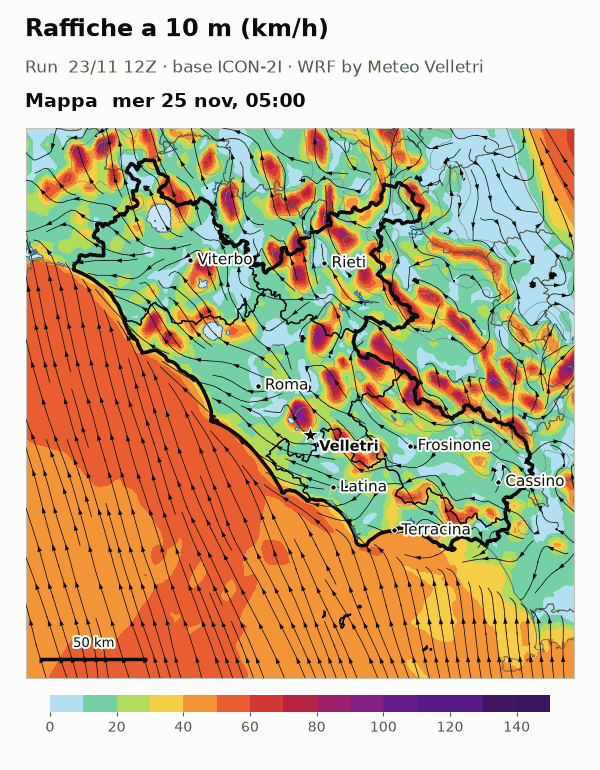 Raffiche a 10 m (km/h)
Run  23/11 12Z · base ICON-2I · WRF by Meteo Velletri
Mappa  mer 25 nov, 05:00
Viterbo
Rieti
Roma
Velletri
Frosinone
Cassino
Latina
Terracina
50 km
0 20 40 60 80 100 120 140